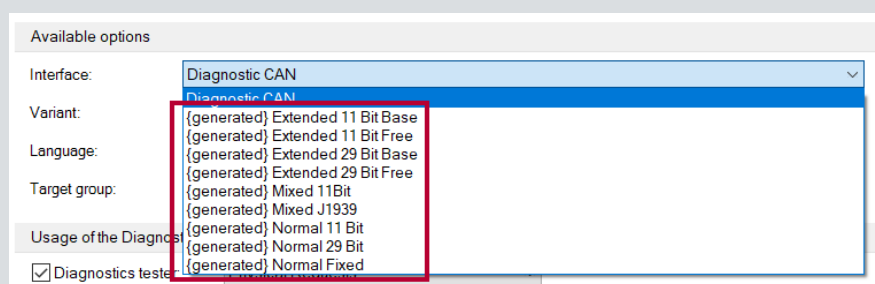 Available options
Interface: Diagnostic CAN
Diagnostic CAN
Variant:
{generated} Extended 11 Bit Base
{generated} Extended 11 Bit Free
Language:
{generated} Extended 29 Bit Base
{generated} Extended 29 Bit Free
Target group:
{generated} Mixed 11Bit
{generated} Mixed J1939
{generated} Normal 11 Bit
Usage of the Diagnost
{generated} Normal 29 Bit
{generated} Normal Fixed
Diagnostics tester